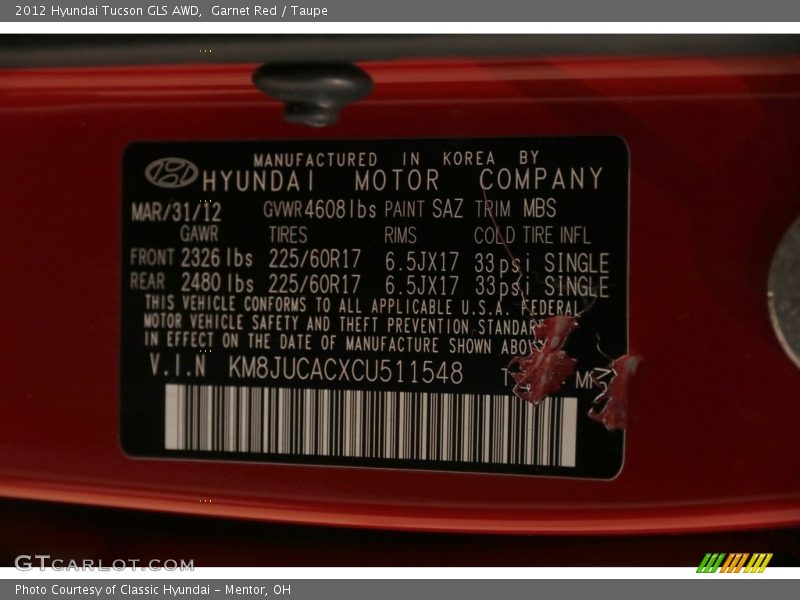 2012 Hyundai Tucson GLS AWD,  Garnet Red / Taupe
MANUFACTURED IN KOREA BY
HYUNDAI MOTOR COMPANY
MAR/31/12 GVWR 4608lbs PAINT SAZ TRIM MBS
GAWR TIRES RIMS COLD TIRE INFL
FRONT 2326 lbs 225/60R17 6.5JX17 33psi SINGLE
REAR 2480 lbs 225/60R17 6.5JX17 33psi SINGLE
THIS VEHICLE CONFORMS TO ALL APPLICABLE U.S.A. FEDERAL
MOTOR VEHICLE SAFETY AND THEFT PREVENTION STANDAR
IN EFFECT ON THE DATE OF MANUFACTURE SHOWN ABOV
V.I.N KM8JUCACXCU511548 T
GTCARLOT.COM
Photo Courtesy of Classic Hyundai - Mentor, OH